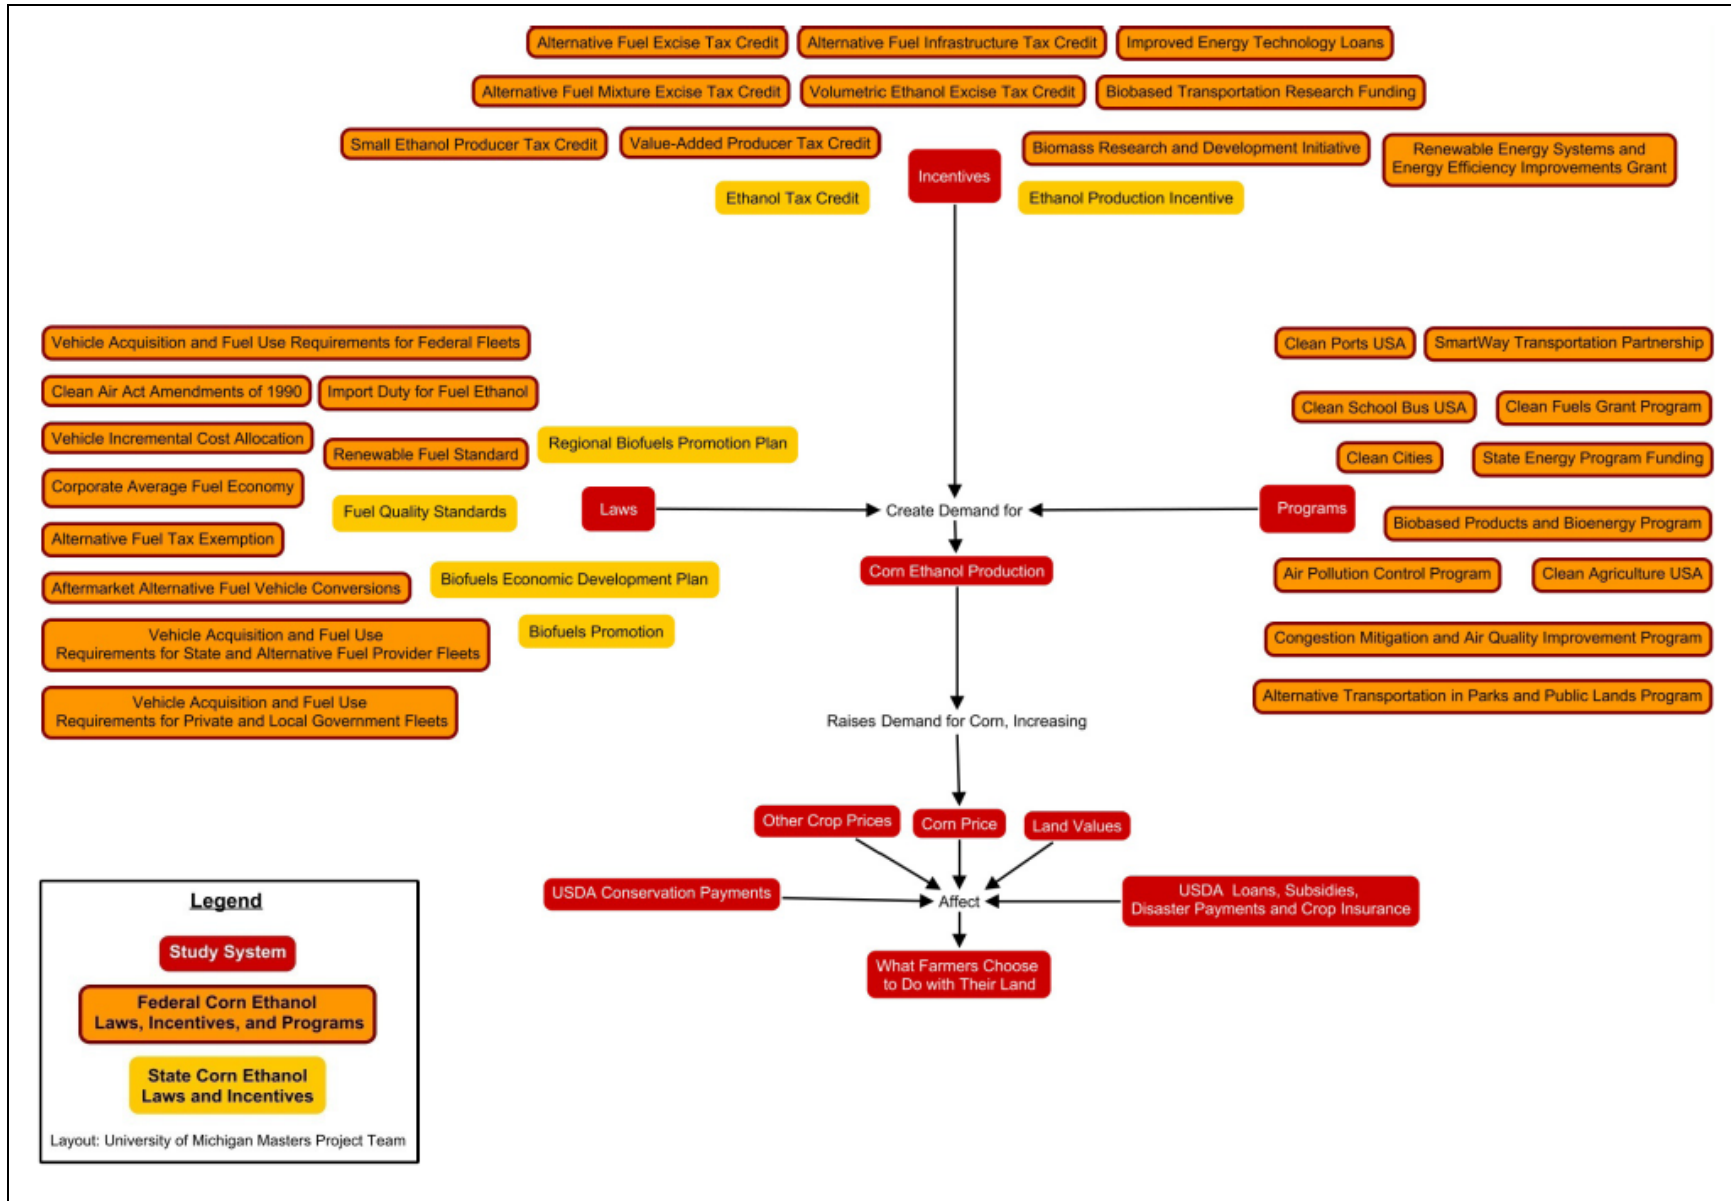 Alternative Fuel Excise Tax Credit
Alternative Fuel Infrastructure Tax Credit
Improved Energy Technology Loans
Alternative Fuel Mixture Excise Tax Credit
Volumetric Ethanol Excise Tax Credit
Biobased Transportation Research Funding
Small Ethanol Producer Tax Credit
Value-Added Producer Tax Credit
Incentives
Biomass Research and Development Initiative
Renewable Energy Systems and
Energy Efficiency Improvements Grant
Ethanol Tax Credit
Ethanol Production Incentive
Vehicle Acquisition and Fuel Use Requirements for Federal Fleets
Clean Air Act Amendments of 1990
Import Duty for Fuel Ethanol
Vehicle Incremental Cost Allocation
Renewable Fuel Standard
Regional Biofuels Promotion Plan
Corporate Average Fuel Economy
Fuel Quality Standards
Laws
Alternative Fuel Tax Exemption
Aftermarket Alternative Fuel Vehicle Conversions
Biofuels Economic Development Plan
Vehicle Acquisition and Fuel Use
Requirements for State and Alternative Fuel Provider Fleets
Biofuels Promotion
Vehicle Acquisition and Fuel Use
Requirements for Private and Local Government Fleets
Create Demand for
Corn Ethanol Production
Raises Demand for Corn, Increasing
Clean Ports USA
SmartWay Transportation Partnership
Clean School Bus USA
Clean Fuels Grant Program
Clean Cities
State Energy Program Funding
Programs
Biobased Products and Bioenergy Program
Air Pollution Control Program
Clean Agriculture USA
Congestion Mitigation and Air Quality Improvement Program
Alternative Transportation in Parks and Public Lands Program
Other Crop Prices
Corn Price
Land Values
USDA Conservation Payments
Affect
USDA Loans, Subsidies,
Disaster Payments and Crop Insurance
What Farmers Choose
to Do with Their Land
Legend
Study System
Federal Corn Ethanol
Laws, Incentives, and Programs
State Corn Ethanol
Laws and Incentives
Layout: University of Michigan Masters Project Team